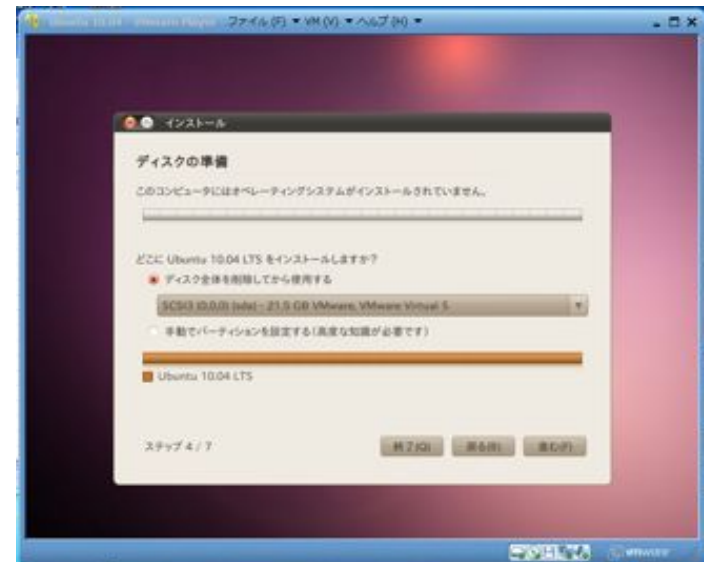 Ubuntu 10.04 - VMware Player ファイル (F) ▼ VM (V) ▼ ヘルプ (H) ▼
インストール
ディスクの準備
このコンピュータにはオペレーティングシステムがインストールされていません。
どこに Ubuntu 10.04 LTS をインストールしますか?
ディスク全体を削除してから使用する
SCSI3 (0,0,0) (sda) - 21.5 GB VMware, VMware Virtual S
手動でパーティションを設定する(高度な知識が必要です)
Ubuntu 10.04 LTS
ステップ 4 / 7
終了(Q) 戻る(B) 進む(F)
vmware